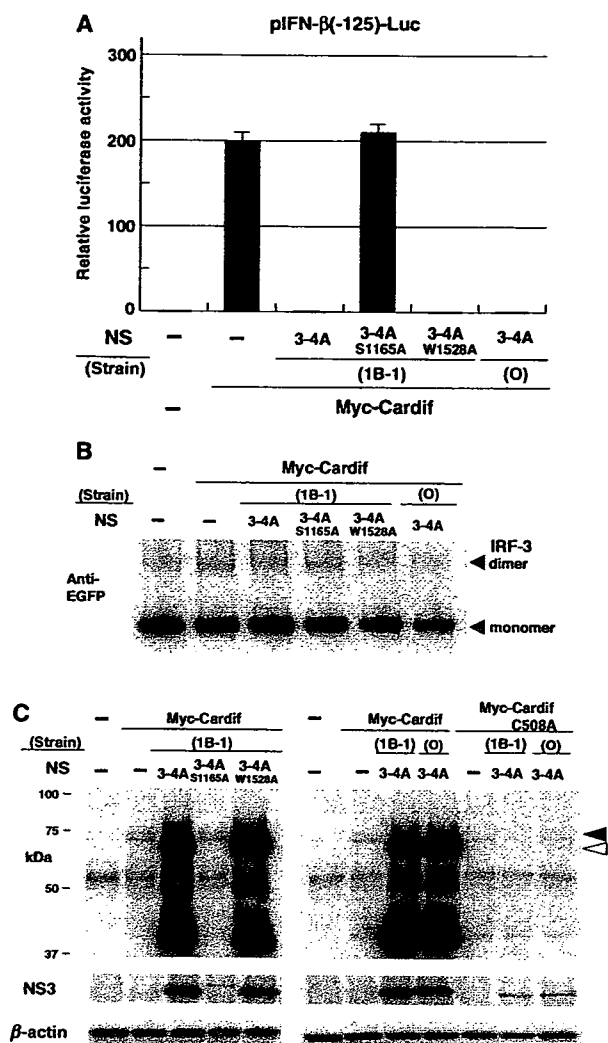 A
pIFN-β(-125)-Luc
Relative luciferase activity
300
200
100
0
NS – – 3-4A 3-4A S1165A 3-4A W1528A 3-4A
(Strain) (1B-1) (O)
– Myc-Cardif
B
– Myc-Cardif
(Strain) (1B-1) (O)
NS – – 3-4A 3-4A S1165A 3-4A W1528A 3-4A
Anti-EGFP
IRF-3
dimer
monomer
C
– Myc-Cardif – Myc-Cardif Myc-Cardif C508A
(Strain) (1B-1) (1B-1) (O) (1B-1) (O)
NS – – 3-4A 3-4A S1165A 3-4A W1528A – – 3-4A 3-4A – 3-4A 3-4A
100
75
kDa
50
37
NS3
β-actin